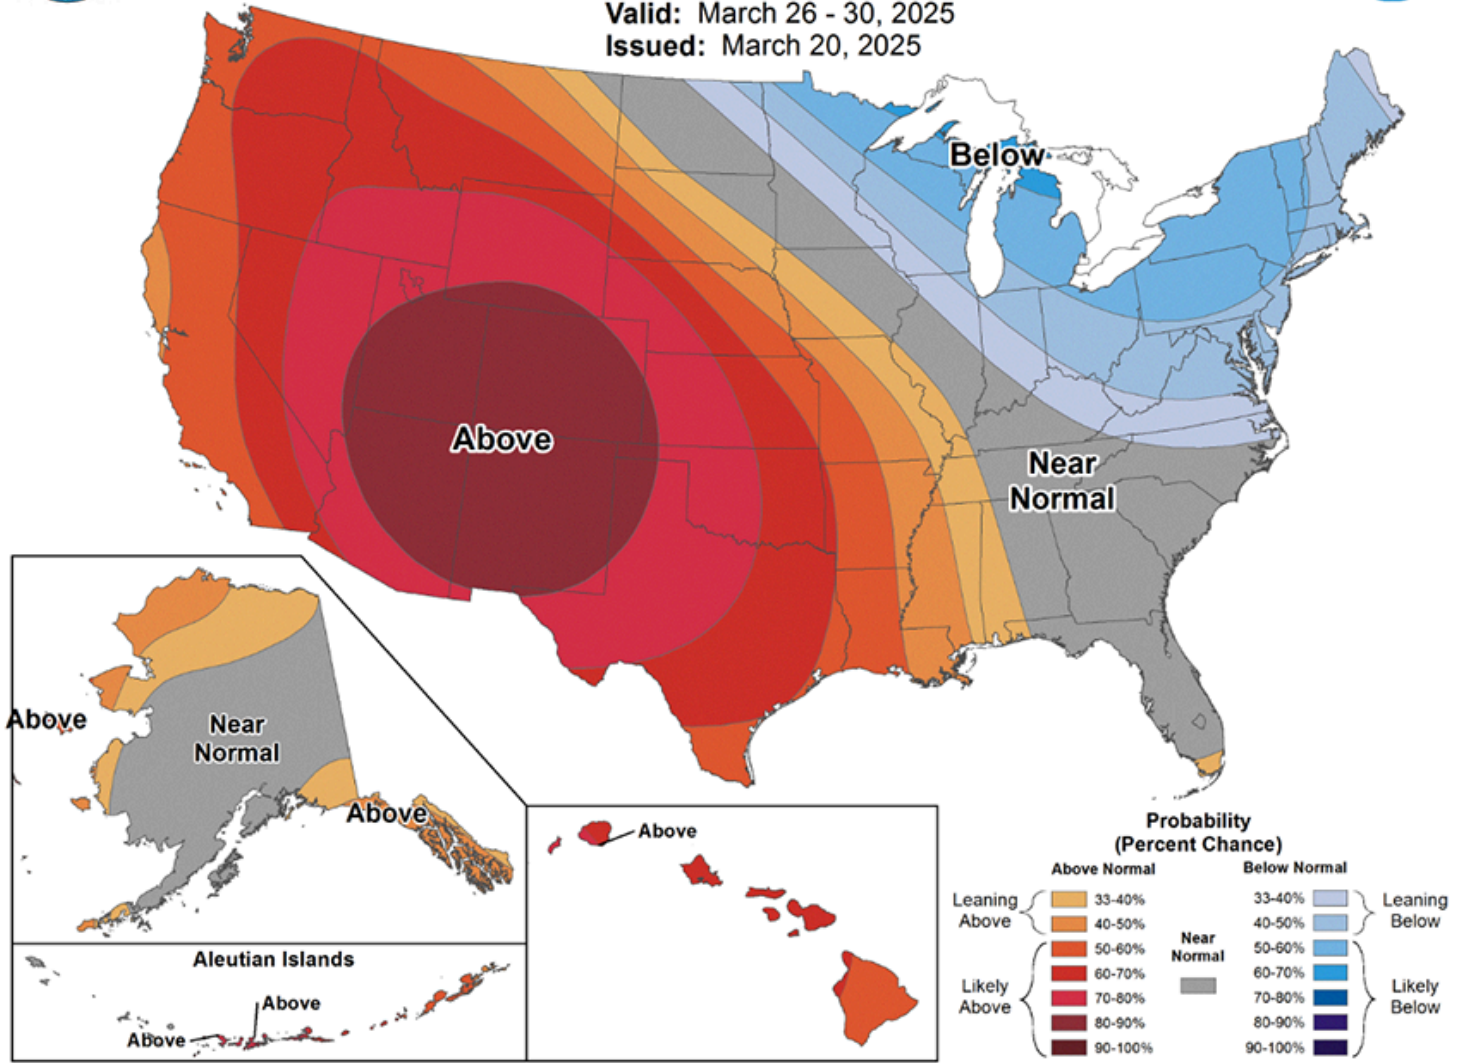 Valid: March 26 - 30, 2025
Issued: March 20, 2025
Below
Above
Near
Normal
Above
Near
Normal
Above
Above
Aleutian Islands
Above
Above
Probability
(Percent Chance)
Above Normal
Below Normal
Leaning
Above
33-40%
40-50%
Likely
Above
50-60%
60-70%
70-80%
80-90%
90-100%
Near
Normal
33-40%
40-50%
Leaning
Below
50-60%
60-70%
70-80%
80-90%
90-100%
Likely
Below